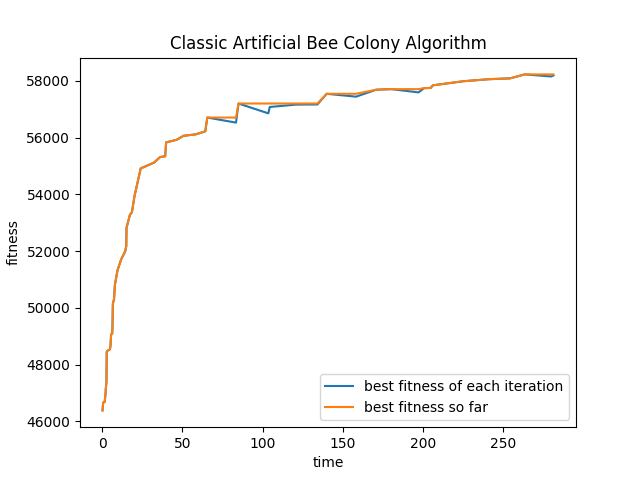 Classic Artificial Bee Colony Algorithm
58000
56000
54000
52000
50000
48000
46000
fitness
best fitness of each iteration
best fitness so far
0 50 100 150 200 250
time